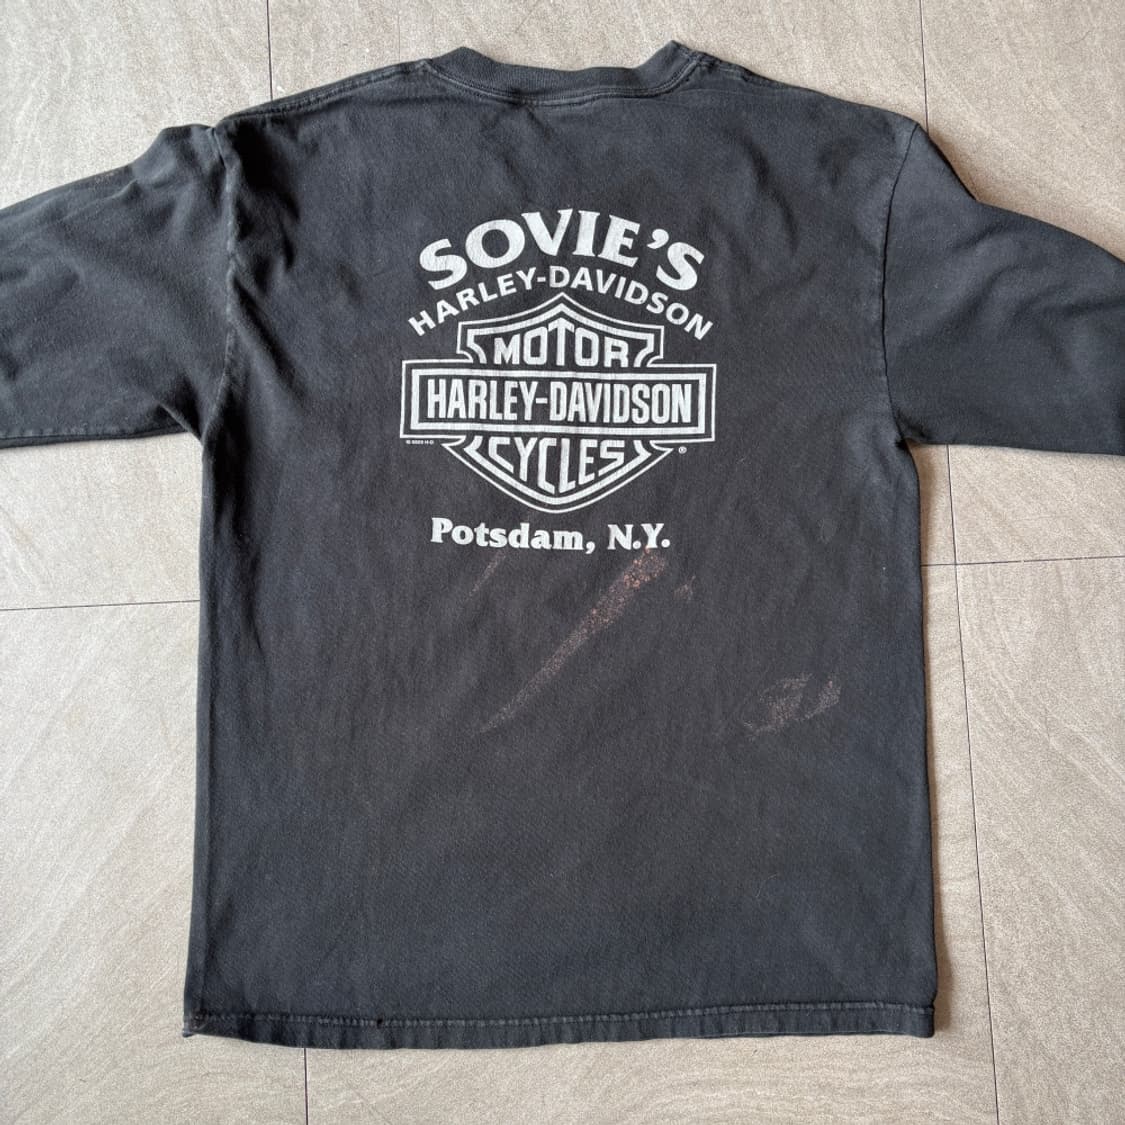 SOVIE'S
HARLEY-DAVIDSON
MOTOR
HARLEY-DAVIDSON
CYCLES
®
Potsdam, N.Y.